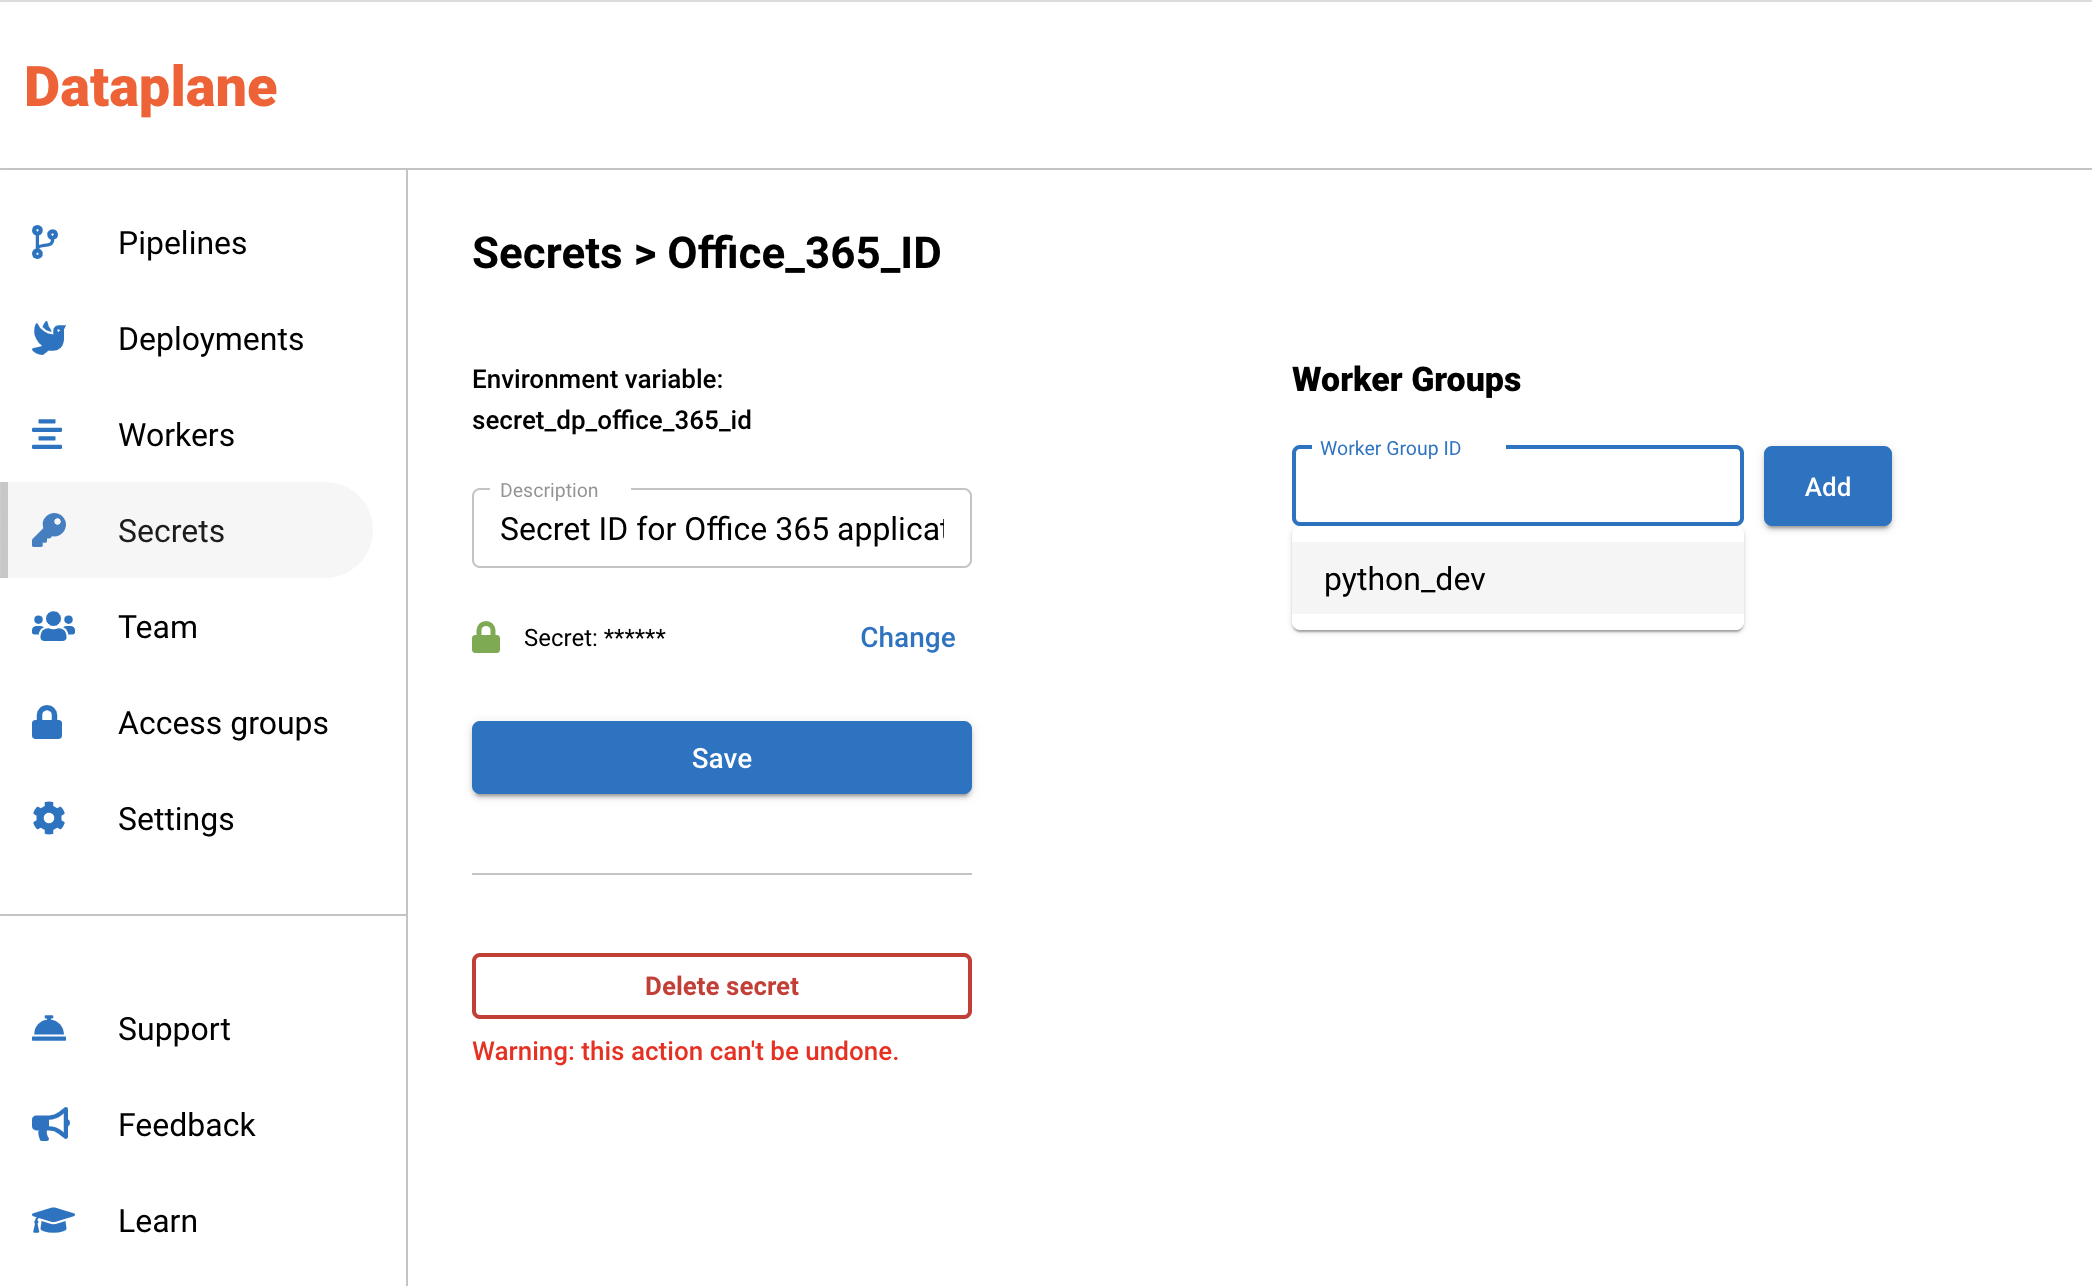 Dataplane
Pipelines
Deployments
Workers
Secrets
Team
Access groups
Settings
Support
Feedback
Learn
Secrets > Office_365_ID
Environment variable:
secret_dp_office_365_id
Description
Secret ID for Office 365 applicat
Secret: ******
Change
Save
Delete secret
Warning: this action can't be undone.
Worker Groups
Worker Group ID
Add
python_dev